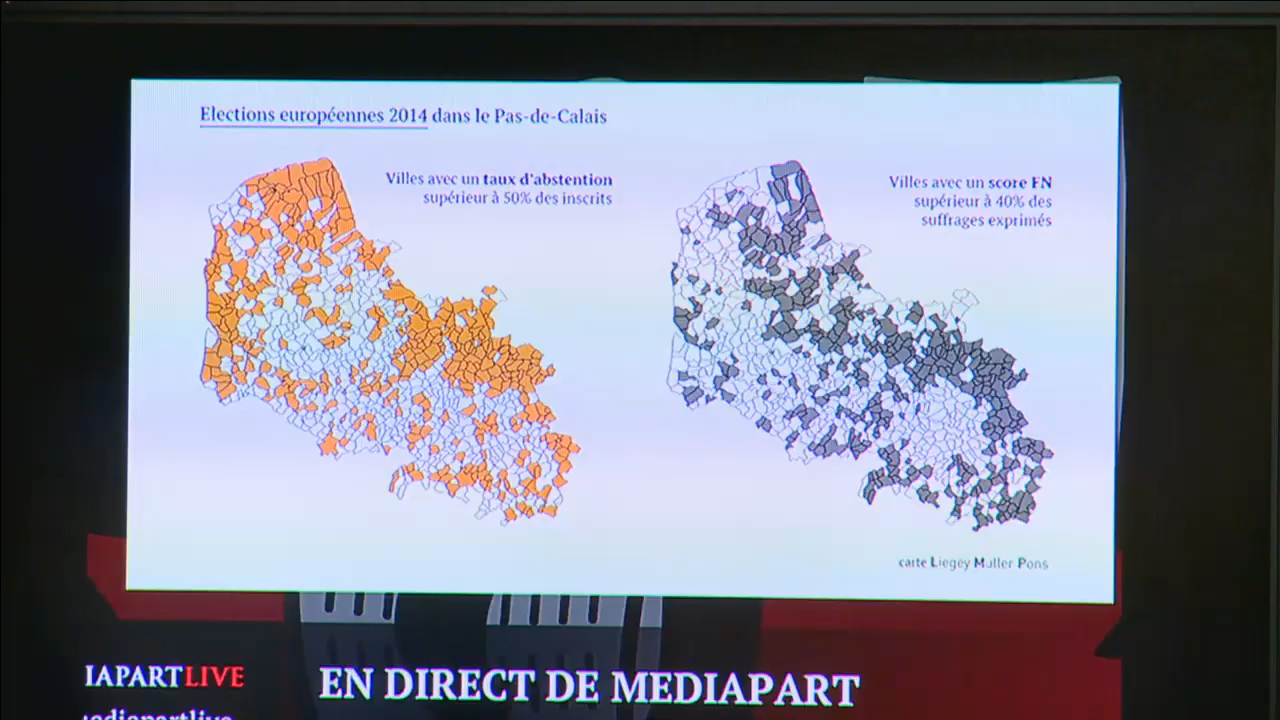 Elections européennes 2014 dans le Pas-de-Calais
Villes avec un taux d'abstention
supérieur à 50% des inscrits
Villes avec un score FN
supérieur à 40% des
suffrages exprimés
carte Liegey Muller Pons
IAPARTLIVE
EN DIRECT DE MEDIAPART